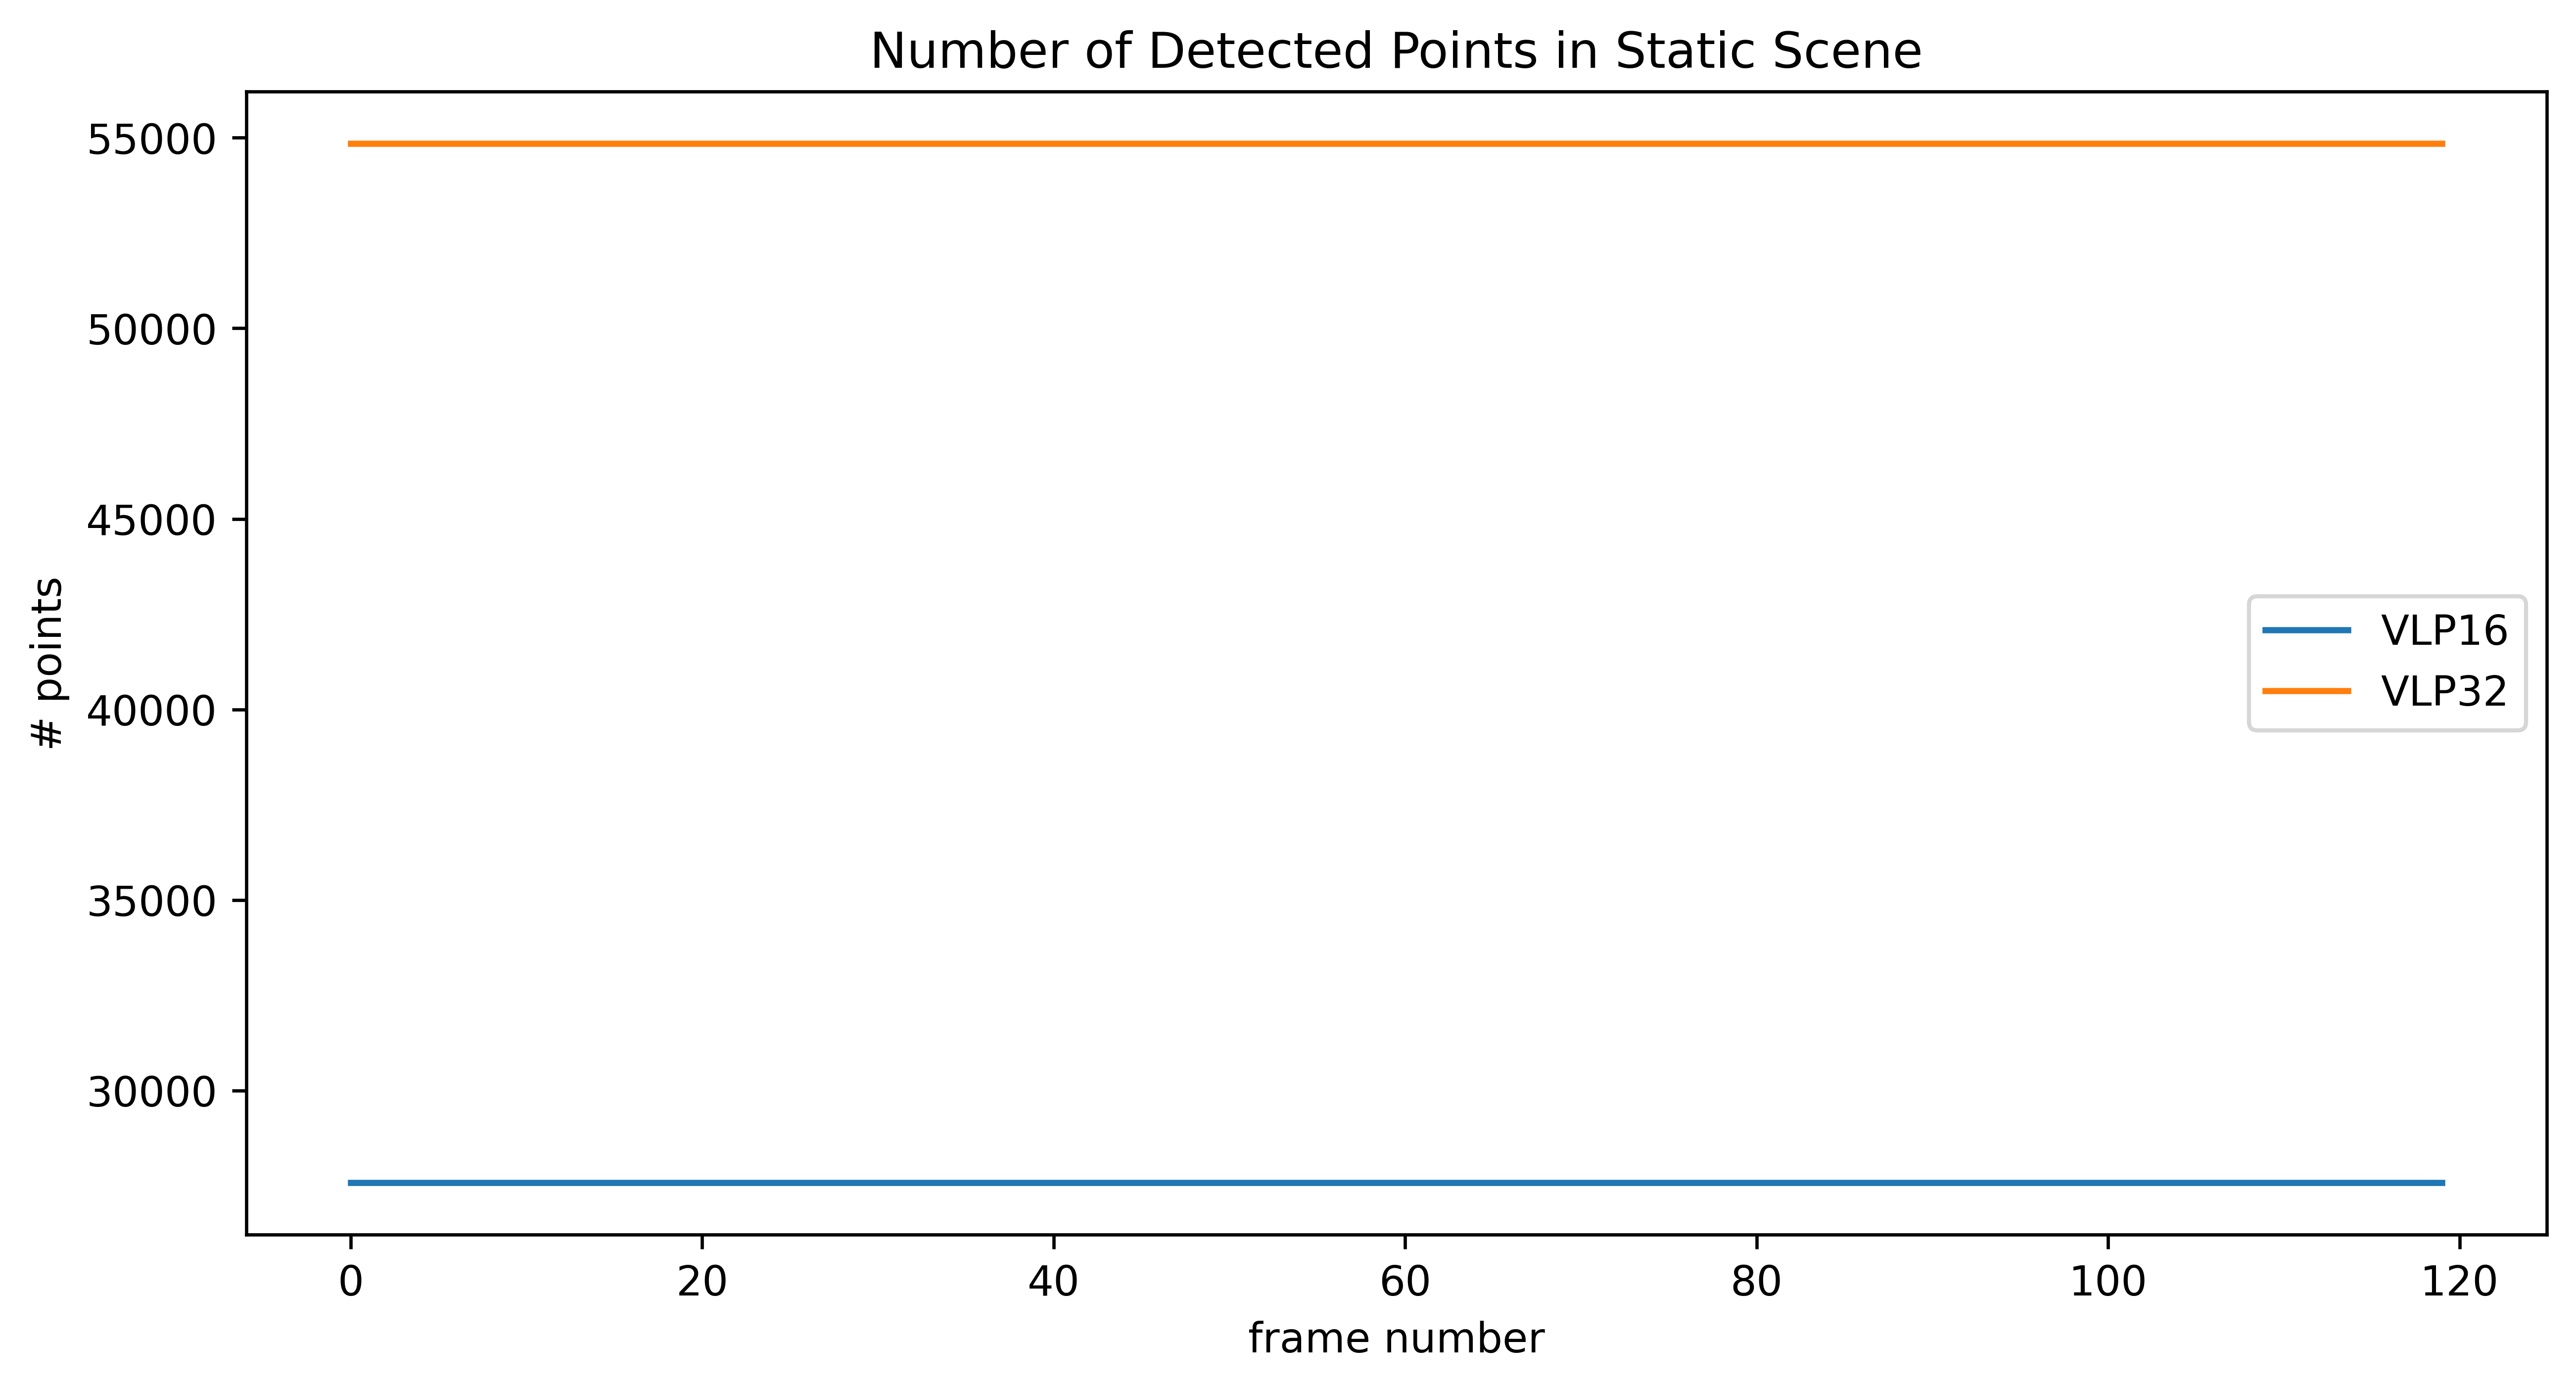 Number of Detected Points in Static Scene
55000
50000
45000
40000
35000
30000
# points
VLP16
VLP32
0 20 40 60 80 100 120
frame number